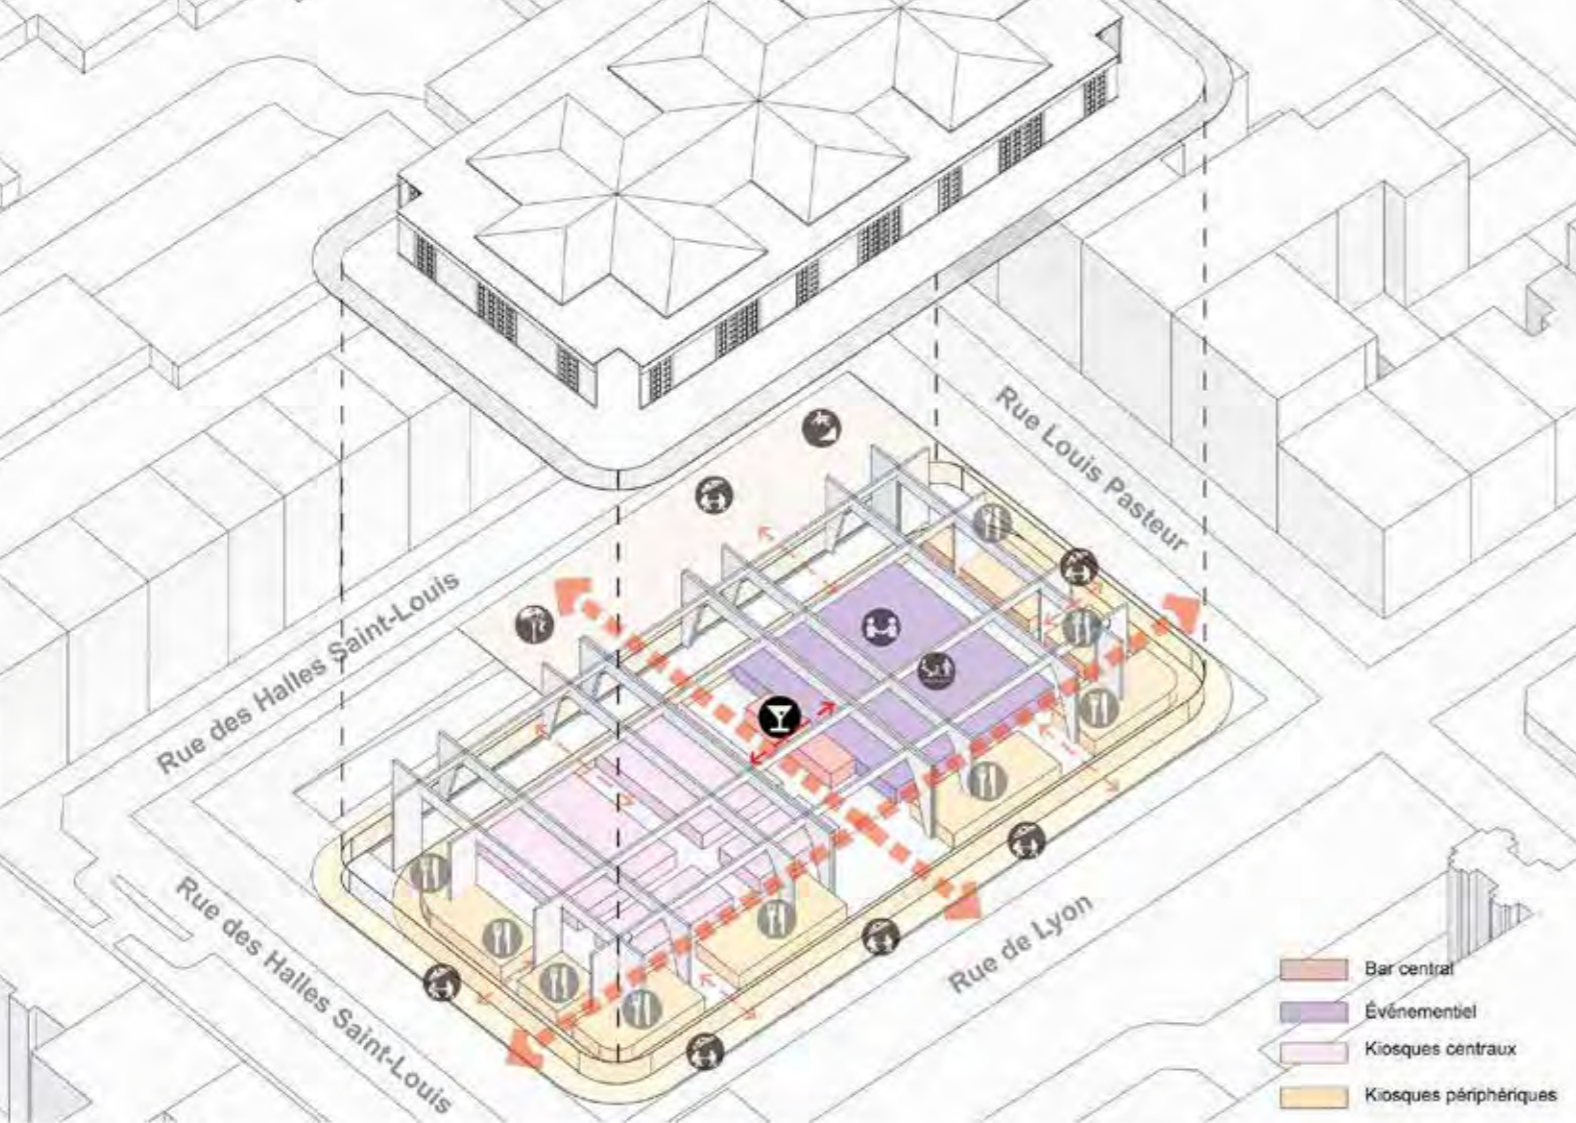 Rue Louis Pasteur
Rue des Halles Saint-Louis
Rue des Halles Saint-Louis
Rue de Lyon
Bar central
Événementiel
Kiosques centraux
Kiosques périphériques